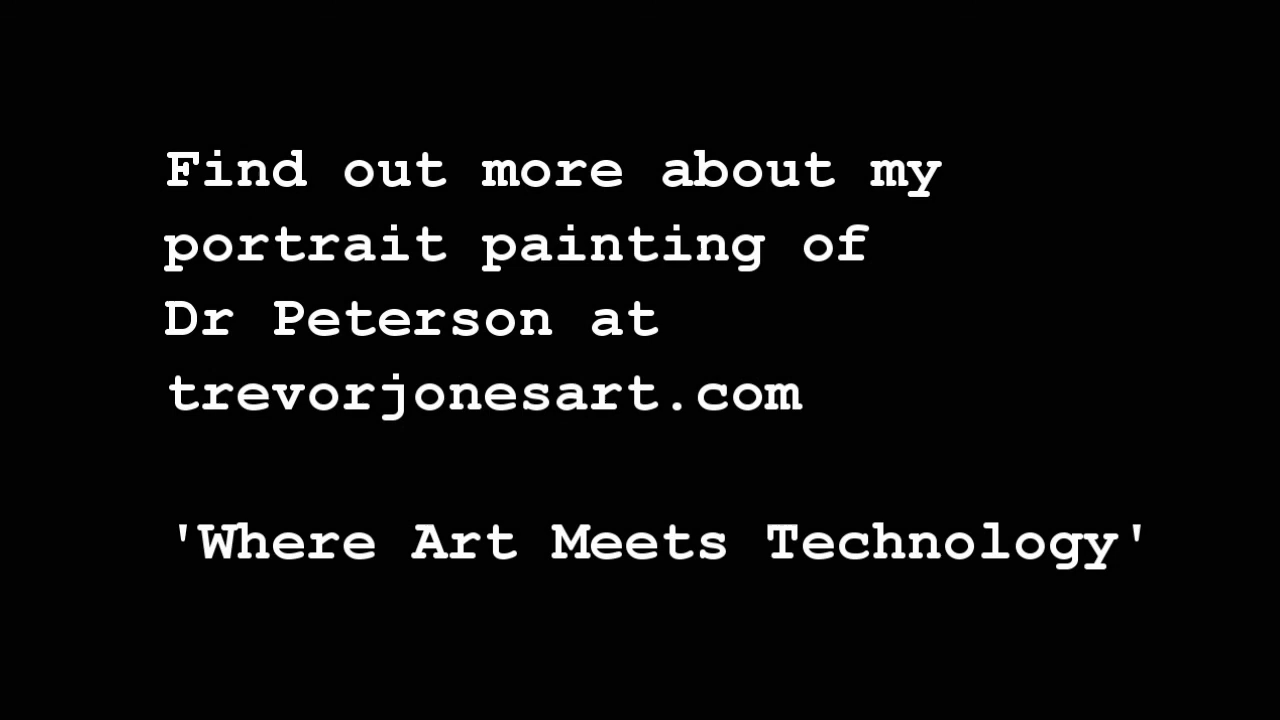 Find out more about my
portrait painting of
Dr Peterson at
trevorjonesart.com
'Where Art Meets Technology'